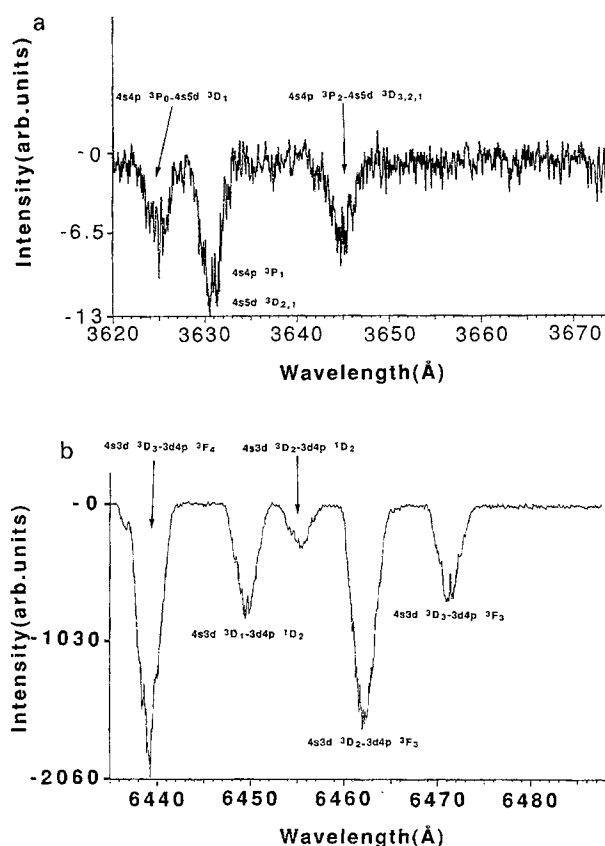 a
4s4p ³P₀-4s5d ³D₁
4s4p ³P₂-4s5d ³D₃,₂,₁
Intensity(arb.units)
-0
-6.5
-13
4s4p ³P₁
4s5d ³D₂,₁
3620 3630 3640 3650 3660 3670
Wavelength(Å)
b
4s3d ³D₃-3d4p ³F₄
4s3d ³D₂-3d4p ¹D₂
Intensity(arb.units)
-0
-1030
-2060
4s3d ³D₁-3d4p ¹D₂
4s3d ³D₃-3d4p ³F₃
4s3d ³D₂-3d4p ³F₃
6440 6450 6460 6470 6480
Wavelength(Å)